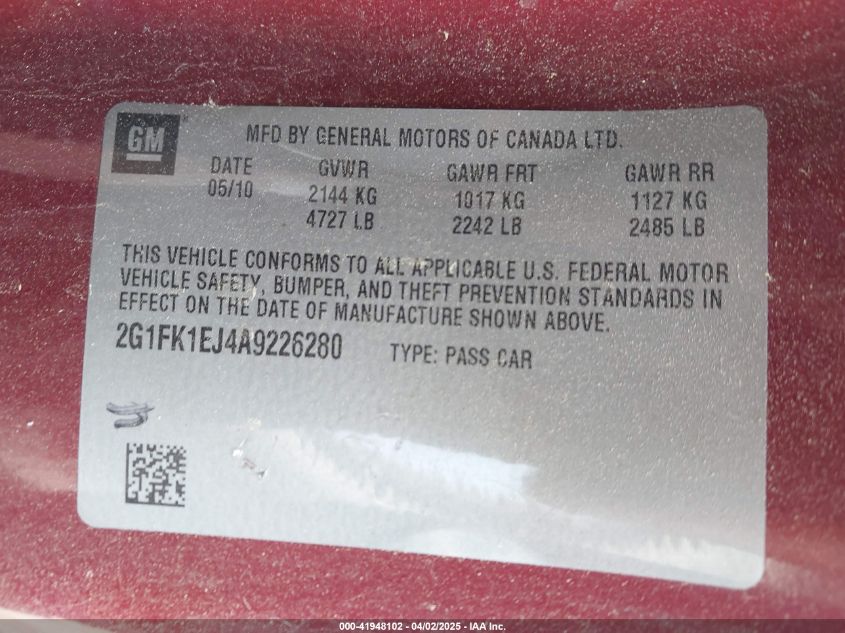 GM
MFD BY GENERAL MOTORS OF CANADA LTD.
DATE GVWR GAWR FRT GAWR RR
05/10 2144 KG 1017 KG 1127 KG
4727 LB 2242 LB 2485 LB
THIS VEHICLE CONFORMS TO ALL APPLICABLE U.S. FEDERAL MOTOR
VEHICLE SAFETY, BUMPER, AND THEFT PREVENTION STANDARDS IN
EFFECT ON THE DATE OF MANUFACTURE SHOWN ABOVE.
2G1FK1EJ4A9226280 TYPE: PASS CAR
000-41948102 - 04/02/2025 - IAA Inc.